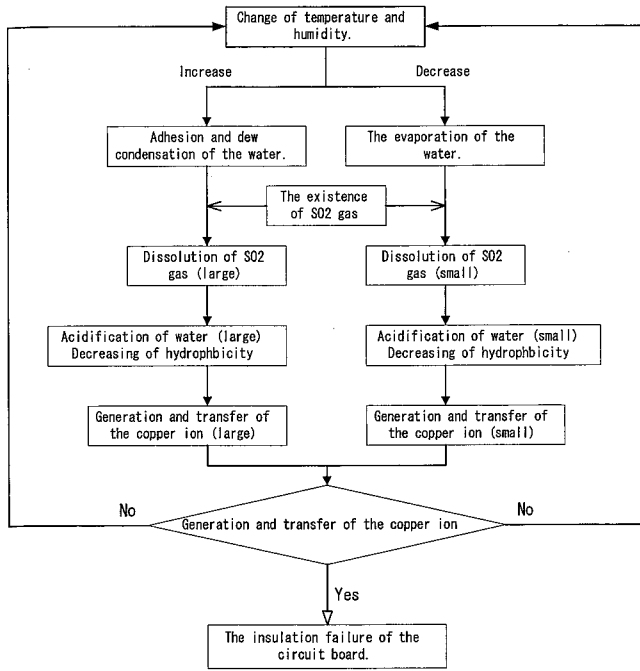 Change of temperature and
humidity.
Increase
Decrease
Adhesion and dew
condensation of the water.
The evaporation of the
water.
The existence
of SO2 gas
Dissolution of SO2
gas (large)
Dissolution of SO2
gas (small)
Acidification of water (large)
Decreasing of hydrophbicity
Acidification of water (small)
Decreasing of hydrophbicity
Generation and transfer of
the copper ion (large)
Generation and transfer of
the copper ion (small)
No
Generation and transfer of the copper ion
No
Yes
The insulation failure of the
circuit board.